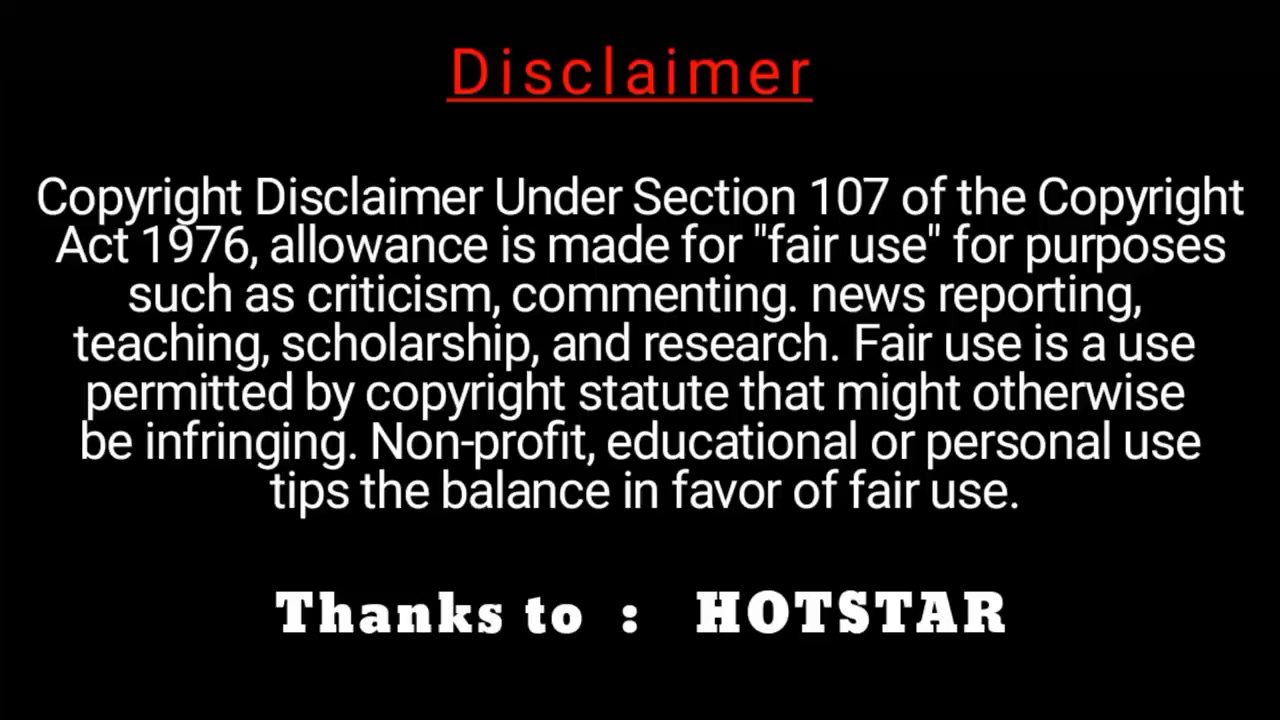 Disclaimer
Copyright Disclaimer Under Section 107 of the Copyright
Act 1976, allowance is made for "fair use" for purposes
such as criticism, commenting. news reporting,
teaching, scholarship, and research. Fair use is a use
permitted by copyright statute that might otherwise
be infringing. Non-profit, educational or personal use
tips the balance in favor of fair use.
Thanks to : HOTSTAR